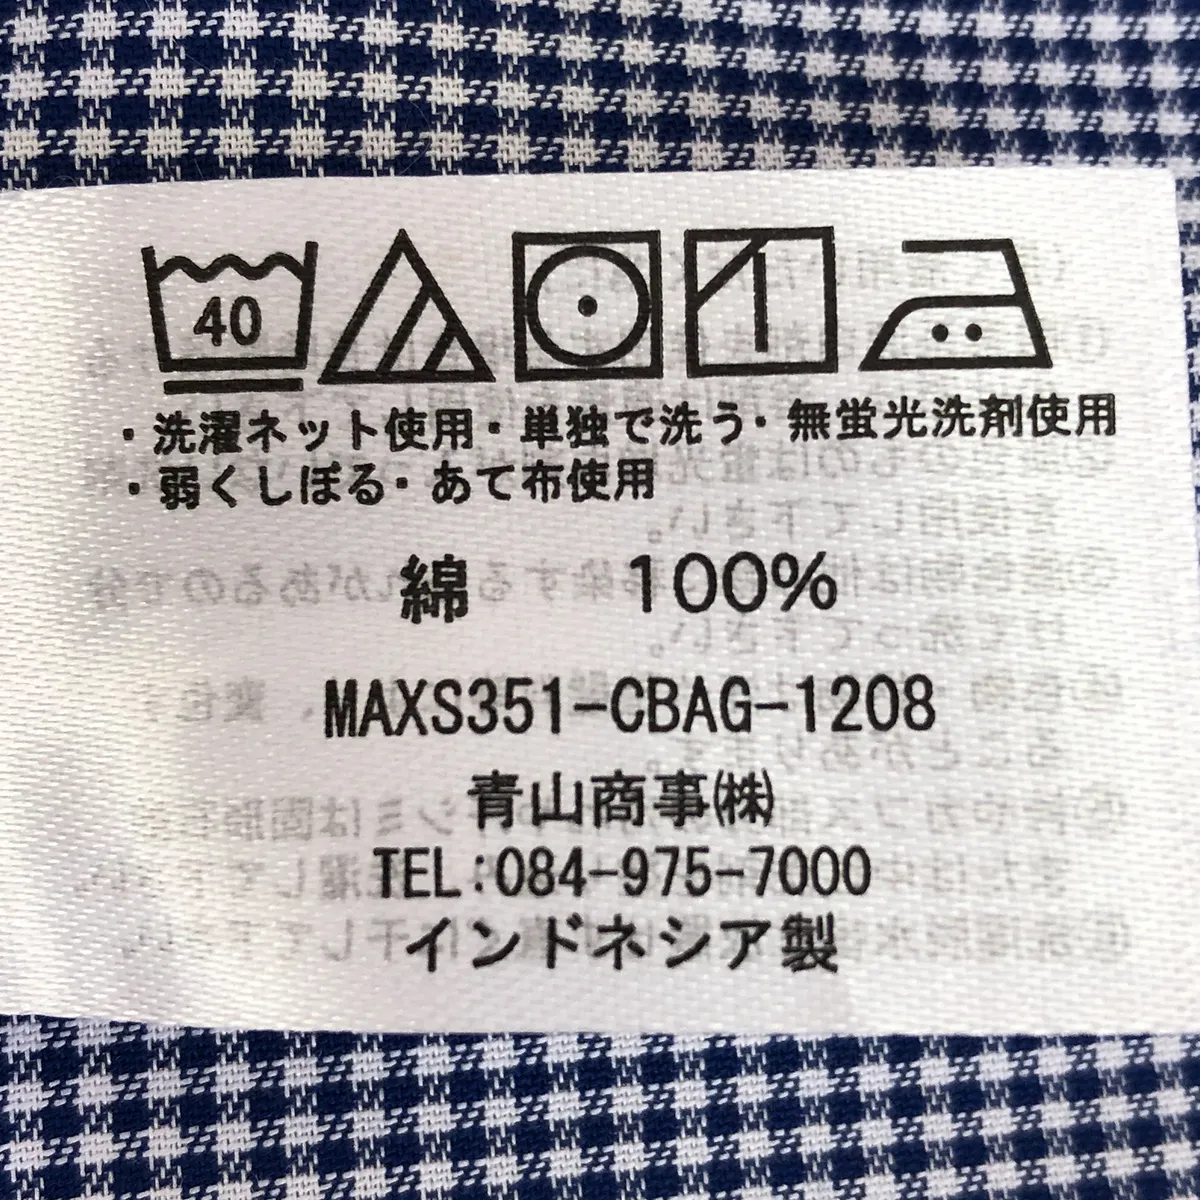 40
・洗濯ネット使用・単独で洗う・無蛍光洗剤使用
・弱くしぼる・あて布使用
綿 100%
MAXS351-CBAG-1208
青山商事㈱
TEL:084-975-7000
インドネシア製